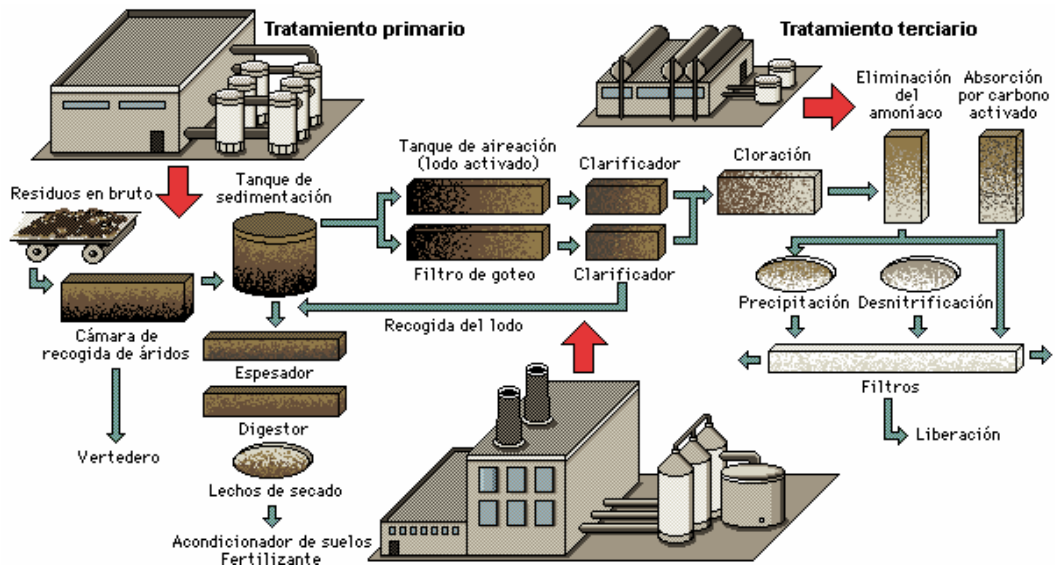 Tratamiento primario
Tratamiento terciario
Eliminación
del
amoníaco
Absorción
por carbono
activado
Residuos en bruto
Tanque de
sedimentación
Tanque de aireación
(lodo activado)
Clarificador
Cloración
Filtro de goteo
Clarificador
Cámara de
recogida de áridos
Recogida del lodo
Precipitación
Desnitrificación
Espesador
Filtros
Digestor
Vertedero
Liberación
Lechos de secado
Acondicionador de suelos
Fertilizante